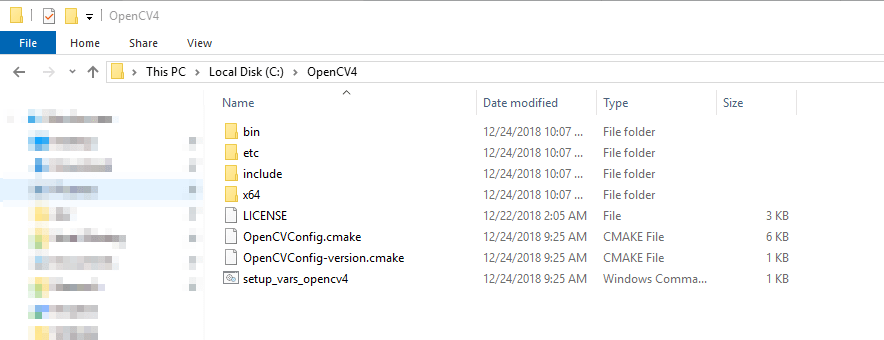 OpenCV4
File Home Share View
This PC Local Disk (C:) OpenCV4
Name Date modified Type Size
bin 12/24/2018 10:07 ... File folder
etc 12/24/2018 10:07 ... File folder
include 12/24/2018 10:07 ... File folder
x64 12/24/2018 10:07 ... File folder
LICENSE 12/22/2018 2:05 AM File 3 KB
OpenCVConfig.cmake 12/24/2018 9:25 AM CMAKE File 6 KB
OpenCVConfig-version.cmake 12/24/2018 9:25 AM CMAKE File 1 KB
setup_vars_opencv4 12/24/2018 9:25 AM Windows Comma... 1 KB